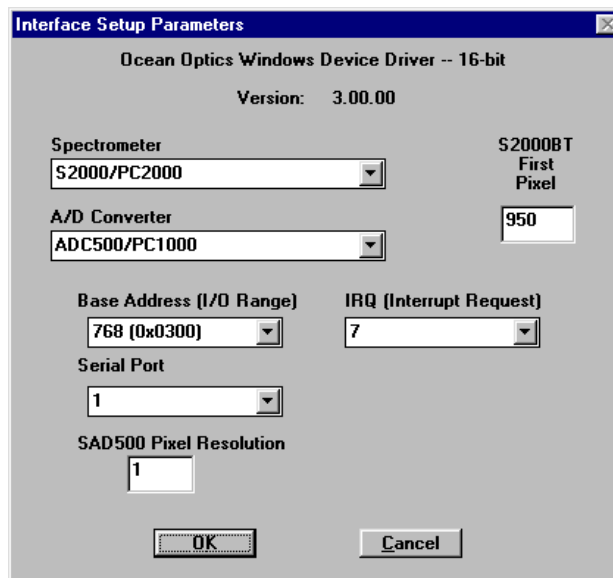 Interface Setup Parameters
Ocean Optics Windows Device Driver -- 16-bit
Version: 3.00.00
Spectrometer
S2000/PC2000
S2000BT
First
Pixel
950
A/D Converter
ADC500/PC1000
Base Address (I/O Range)
768 (0x0300)
IRQ (Interrupt Request)
7
Serial Port
1
SAD500 Pixel Resolution
1
OK
Cancel